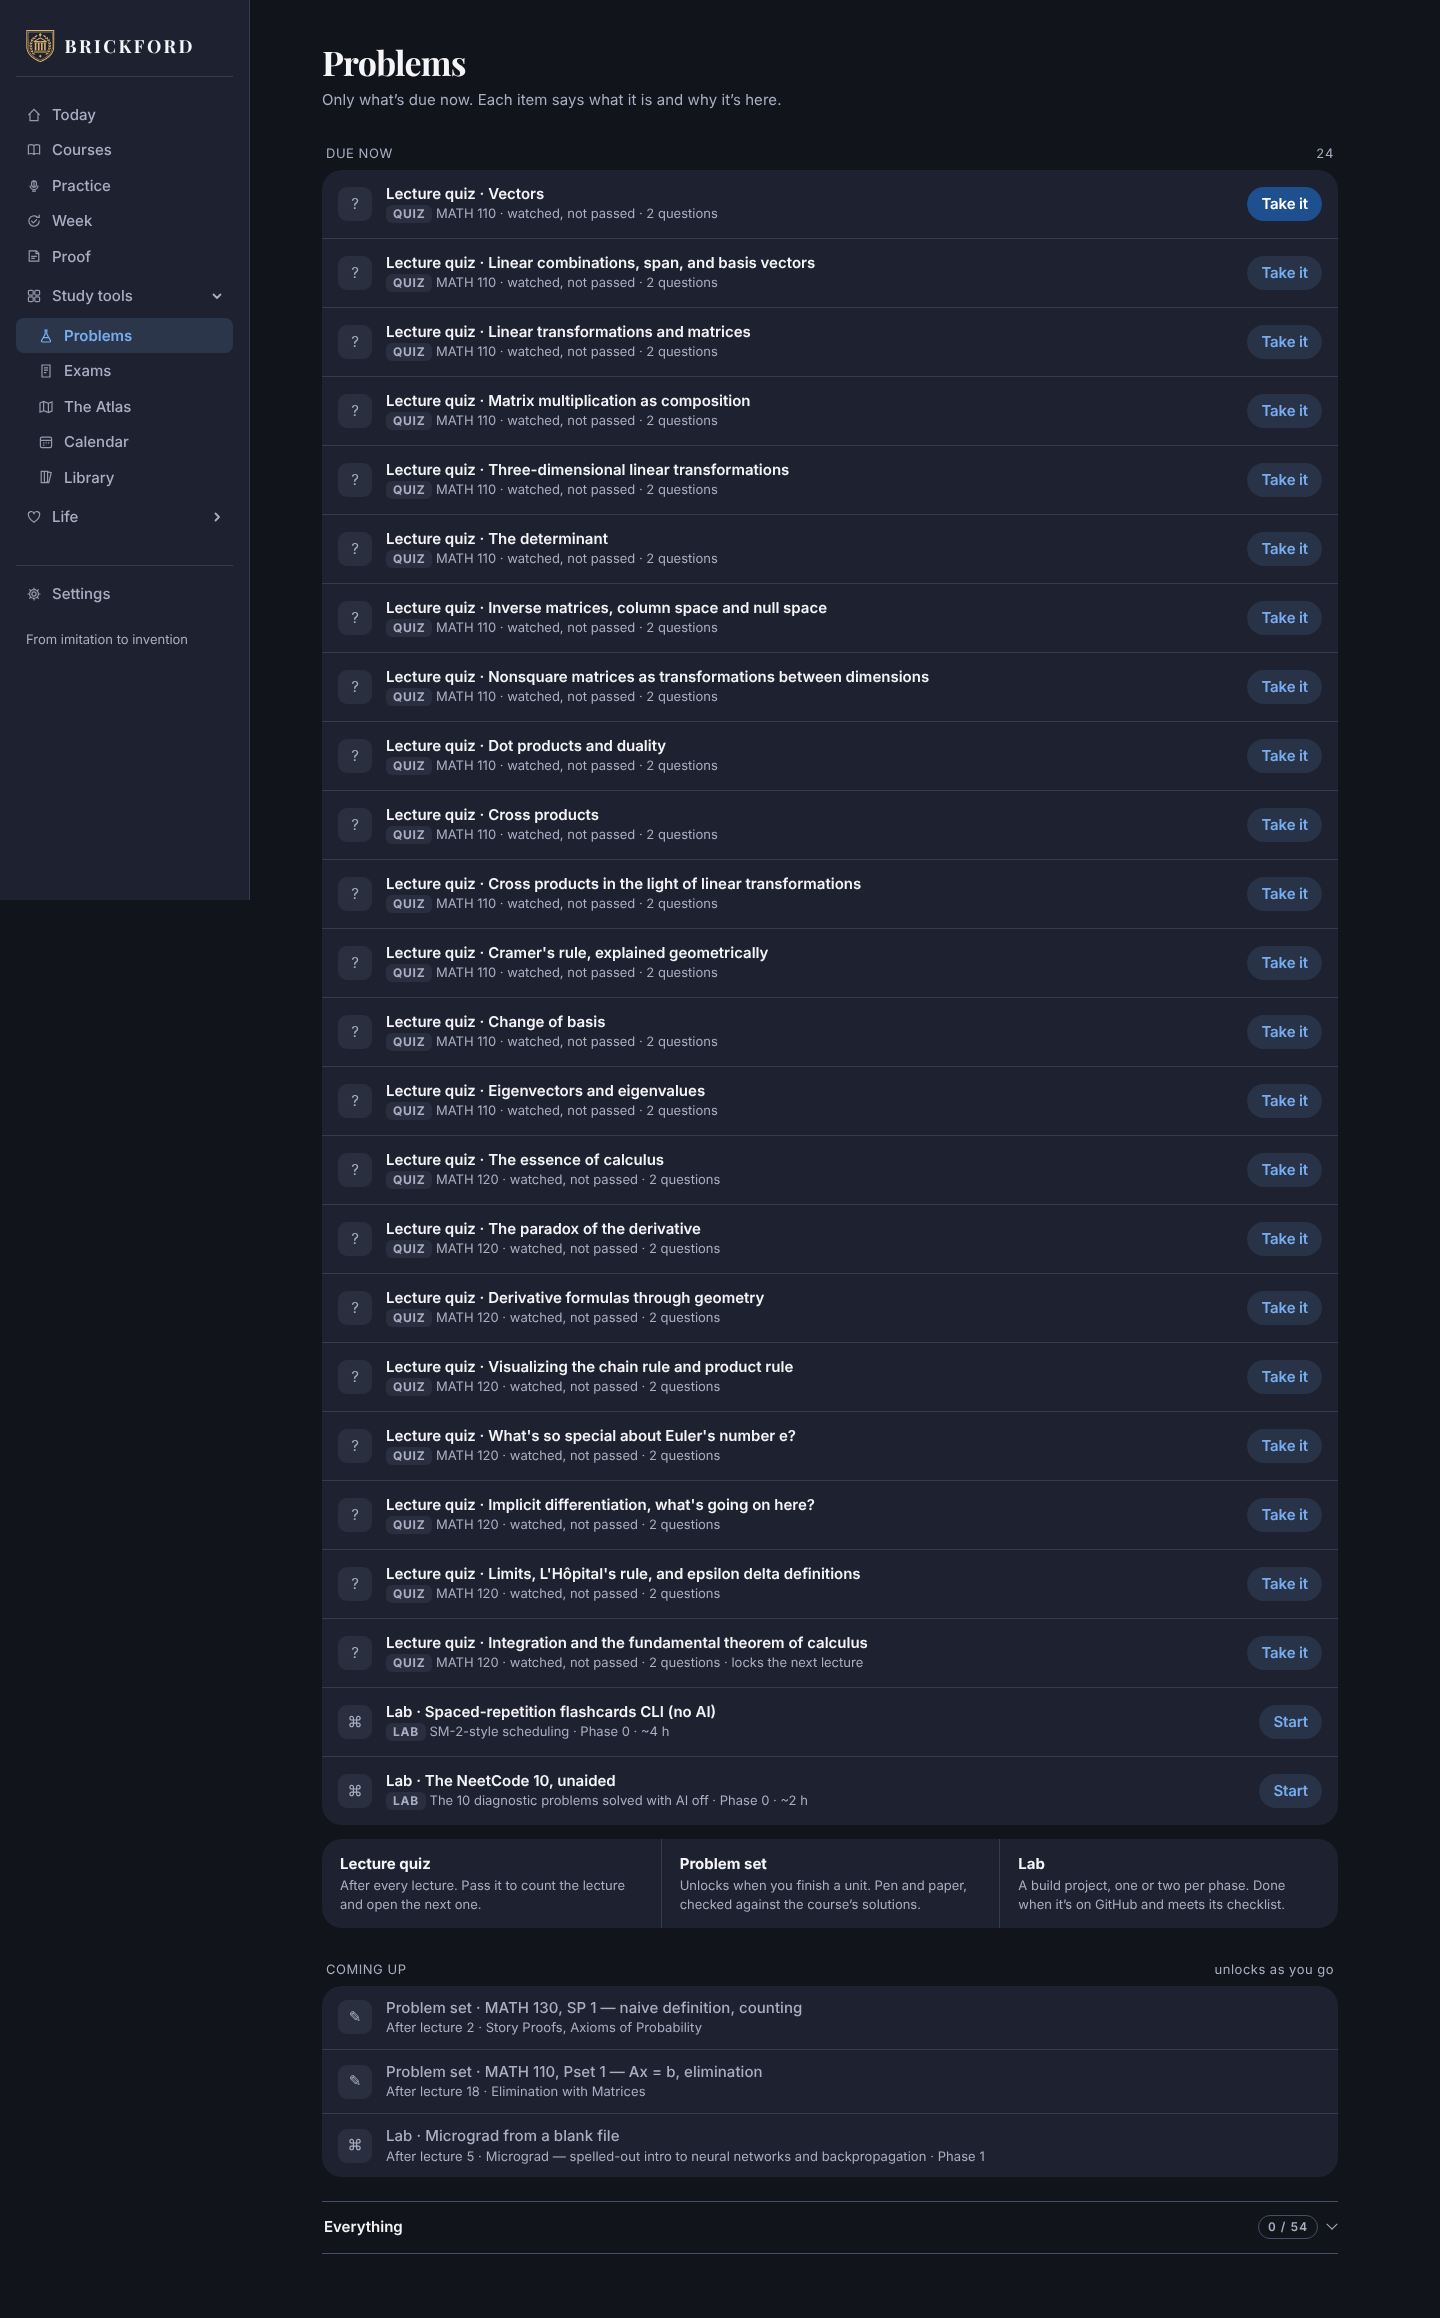 BRICKFORD
Today
Courses
Practice
Week
Proof
Study tools
Problems
Exams
The Atlas
Calendar
Library
Life
Settings
From imitation to invention
Problems
Only what’s due now. Each item says what it is and why it’s here.
DUE NOW 24
? Lecture quiz · Vectors Take it
QUIZ MATH 110 · watched, not passed · 2 questions
? Lecture quiz · Linear combinations, span, and basis vectors Take it
QUIZ MATH 110 · watched, not passed · 2 questions
? Lecture quiz · Linear transformations and matrices Take it
QUIZ MATH 110 · watched, not passed · 2 questions
? Lecture quiz · Matrix multiplication as composition Take it
QUIZ MATH 110 · watched, not passed · 2 questions
? Lecture quiz · Three-dimensional linear transformations Take it
QUIZ MATH 110 · watched, not passed · 2 questions
? Lecture quiz · The determinant Take it
QUIZ MATH 110 · watched, not passed · 2 questions
? Lecture quiz · Inverse matrices, column space and null space Take it
QUIZ MATH 110 · watched, not passed · 2 questions
? Lecture quiz · Nonsquare matrices as transformations between dimensions Take it
QUIZ MATH 110 · watched, not passed · 2 questions
? Lecture quiz · Dot products and duality Take it
QUIZ MATH 110 · watched, not passed · 2 questions
? Lecture quiz · Cross products Take it
QUIZ MATH 110 · watched, not passed · 2 questions
? Lecture quiz · Cross products in the light of linear transformations Take it
QUIZ MATH 110 · watched, not passed · 2 questions
? Lecture quiz · Cramer's rule, explained geometrically Take it
QUIZ MATH 110 · watched, not passed · 2 questions
? Lecture quiz · Change of basis Take it
QUIZ MATH 110 · watched, not passed · 2 questions
? Lecture quiz · Eigenvectors and eigenvalues Take it
QUIZ MATH 110 · watched, not passed · 2 questions
? Lecture quiz · The essence of calculus Take it
QUIZ MATH 120 · watched, not passed · 2 questions
? Lecture quiz · The paradox of the derivative Take it
QUIZ MATH 120 · watched, not passed · 2 questions
? Lecture quiz · Derivative formulas through geometry Take it
QUIZ MATH 120 · watched, not passed · 2 questions
? Lecture quiz · Visualizing the chain rule and product rule Take it
QUIZ MATH 120 · watched, not passed · 2 questions
? Lecture quiz · What's so special about Euler's number e? Take it
QUIZ MATH 120 · watched, not passed · 2 questions
? Lecture quiz · Implicit differentiation, what's going on here? Take it
QUIZ MATH 120 · watched, not passed · 2 questions
? Lecture quiz · Limits, L'Hôpital's rule, and epsilon delta definitions Take it
QUIZ MATH 120 · watched, not passed · 2 questions
? Lecture quiz · Integration and the fundamental theorem of calculus Take it
QUIZ MATH 120 · watched, not passed · 2 questions · locks the next lecture
⌘ Lab · Spaced-repetition flashcards CLI (no AI) Start
LAB SM-2-style scheduling · Phase 0 · ~4 h
⌘ Lab · The NeetCode 10, unaided Start
LAB The 10 diagnostic problems solved with AI off · Phase 0 · ~2 h
Lecture quiz
After every lecture. Pass it to count the lecture
and open the next one.
Problem set
Unlocks when you finish a unit. Pen and paper,
checked against the course’s solutions.
Lab
A build project, one or two per phase. Done
when it’s on GitHub and meets its checklist.
COMING UP unlocks as you go
✎ Problem set · MATH 130, SP 1 — naive definition, counting
After lecture 2 · Story Proofs, Axioms of Probability
✎ Problem set · MATH 110, Pset 1 — Ax = b, elimination
After lecture 18 · Elimination with Matrices
⌘ Lab · Micrograd from a blank file
After lecture 5 · Micrograd — spelled-out intro to neural networks and backpropagation · Phase 1
Everything 0 / 54